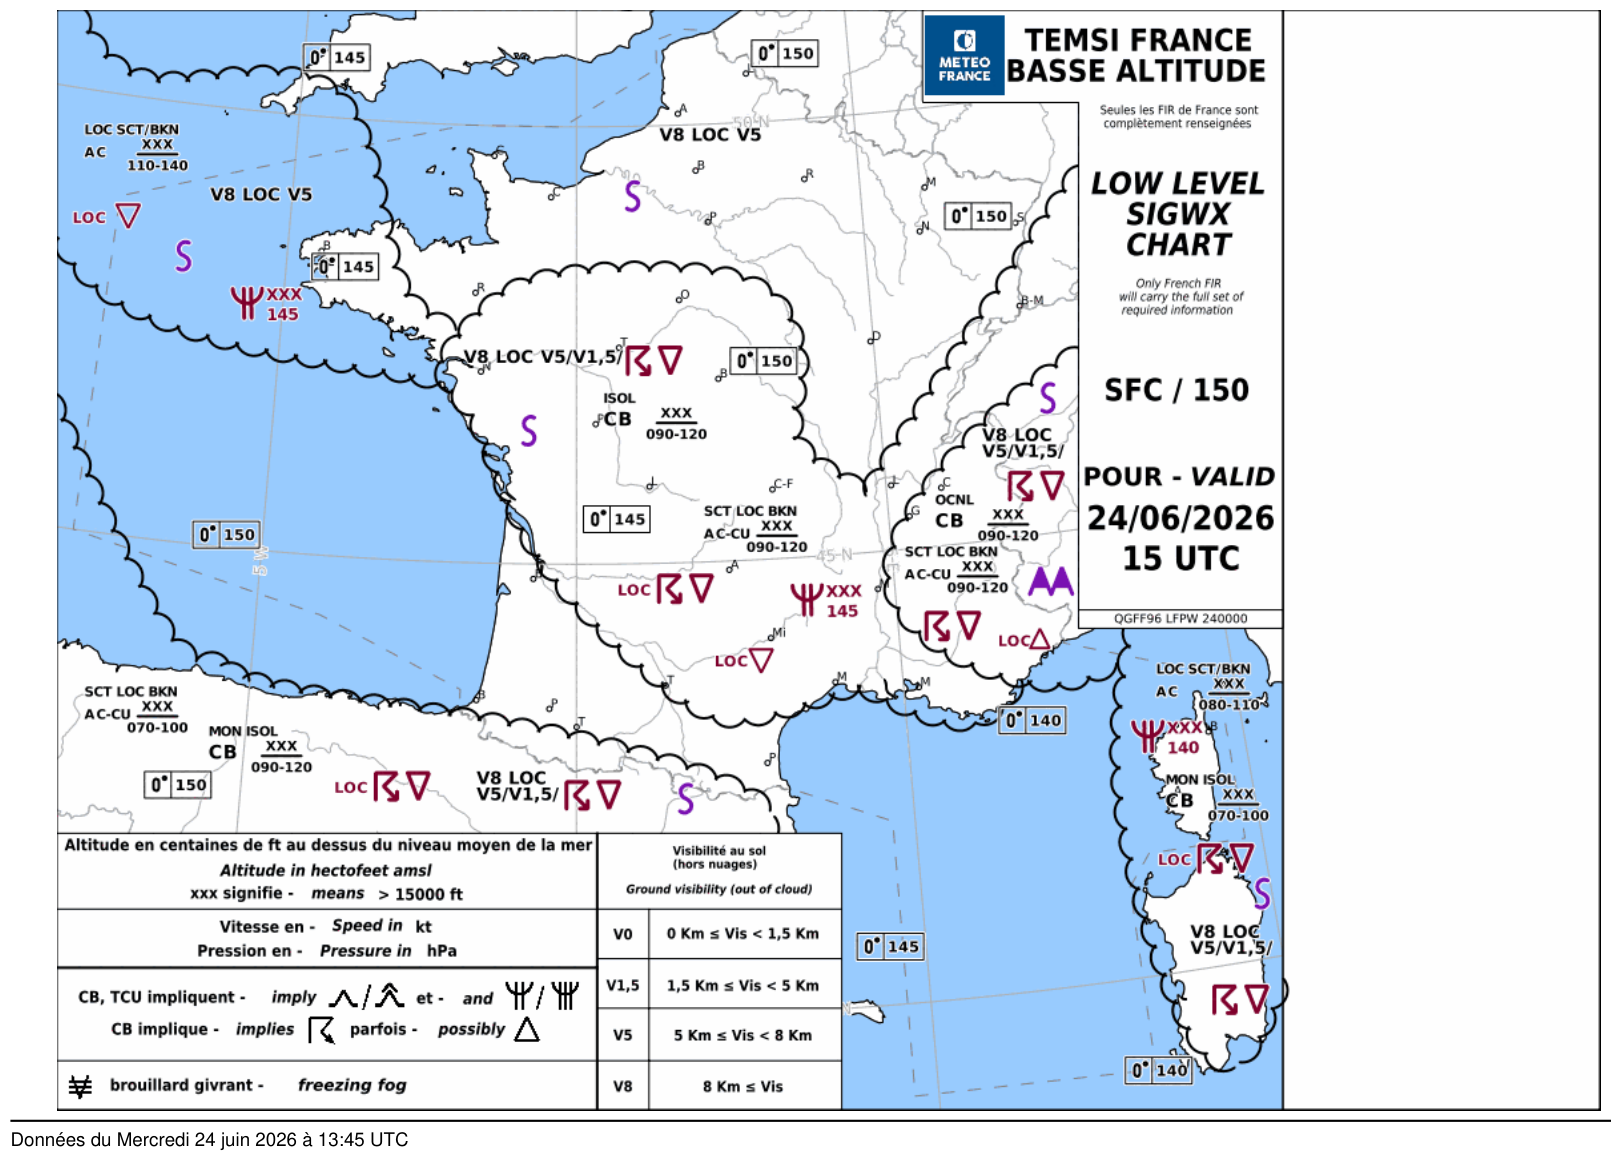 METEO
FRANCE
TEMSI FRANCE
BASSE ALTITUDE
Seules les FIR de France sont
complètement renseignées
LOW LEVEL
SIGWX
CHART
Only French FIR
will carry the full set of
required information
SFC / 150
POUR - VALID
24/06/2026
15 UTC
QGFF96 LFPW 240000
0° 145
0° 150
50°N
V8 LOC V5
LOC SCT/BKN
AC
XXX
110-140
V8 LOC V5
LOC
XXX
145
0° 145
0° 150
A
B
C
C
R
P
M
N
S
B-M
D
B
R
O
T
N
V8 LOC V5/V1,5/
0° 150
B
ISOL
CB
XXX
090-120
P
L
C-F
0° 145
SCT LOC BKN
AC-CU
XXX
090-120
45°N
A
B
LOC
XXX
145
Mi
LOC
T
M
M
V8 LOC
V5/V1,5/
L
C
G
OCNL
CB
XXX
090-120
SCT LOC BKN
AC-CU
XXX
090-120
LOC
0° 150
5°W
0° 140
LOC SCT/BKN
AC
XXX
080-110
B
XXX
140
MON ISOL
CB
A
XXX
070-100
LOC
V8 LOC
V5/V1,5/
0° 140
0° 145
SCT LOC BKN
AC-CU
XXX
070-100
MON ISOL
CB
XXX
090-120
0° 150
LOC
V8 LOC
V5/V1,5/
B
P
T
P
Altitude en centaines de ft au dessus du niveau moyen de la mer
Altitude in hectofeet amsl
xxx signifie - means > 15000 ft
Vitesse en - Speed in kt
Pression en - Pressure in hPa
CB, TCU impliquent - imply / et - and /
CB implique - implies parfois - possibly
brouillard givrant - freezing fog
Visibilité au sol
(hors nuages)
Ground visibility (out of cloud)
V0 0 Km ≤ Vis < 1,5 Km
V1,5 1,5 Km ≤ Vis < 5 Km
V5 5 Km ≤ Vis < 8 Km
V8 8 Km ≤ Vis
Données du Mercredi 24 juin 2026 à 13:45 UTC